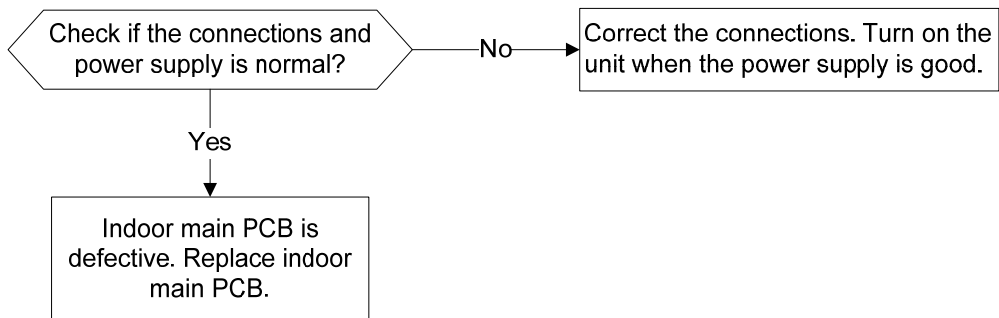 Check if the connections and
power supply is normal?
No
Correct the connections. Turn on the
unit when the power supply is good.
Yes
Indoor main PCB is
defective. Replace indoor
main PCB.